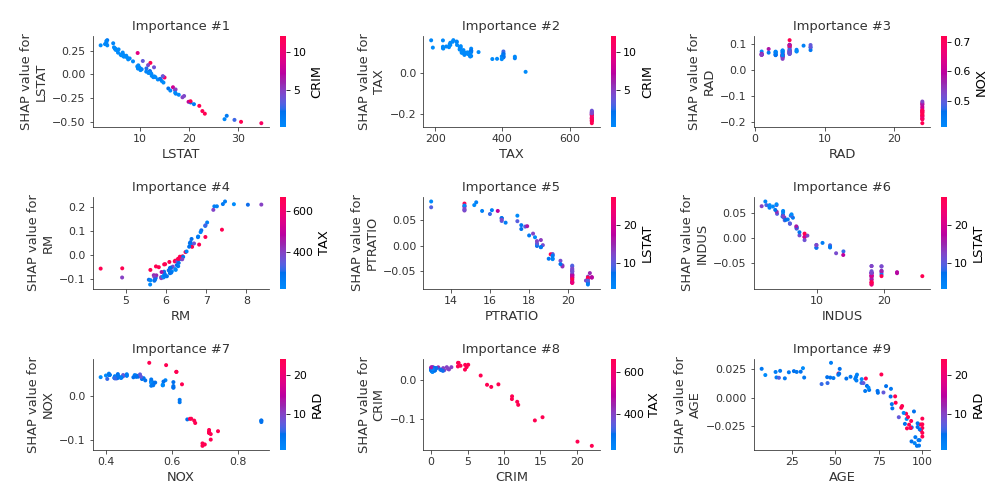 Importance #1
SHAP value for
LSTAT
0.25
0.00
−0.25
−0.50
10
20
30
LSTAT
10
5
CRIM
Importance #2
SHAP value for
TAX
0.0
−0.2
200
400
600
TAX
10
5
CRIM
Importance #3
SHAP value for
RAD
0.1
0.0
−0.1
−0.2
0
10
20
RAD
0.7
0.6
0.5
NOX
Importance #4
SHAP value for
RM
0.2
0.1
0.0
−0.1
5
6
7
8
RM
600
400
TAX
Importance #5
SHAP value for
PTRATIO
0.05
0.00
−0.05
14
16
18
20
PTRATIO
20
10
LSTAT
Importance #6
SHAP value for
INDUS
0.05
0.00
−0.05
10
20
INDUS
20
10
LSTAT
Importance #7
SHAP value for
NOX
0.0
−0.1
0.4
0.6
0.8
NOX
20
10
RAD
Importance #8
SHAP value for
CRIM
0.0
−0.1
0
5
10
15
20
CRIM
600
400
TAX
Importance #9
SHAP value for
AGE
0.025
0.000
−0.025
25
50
75
100
AGE
20
10
RAD